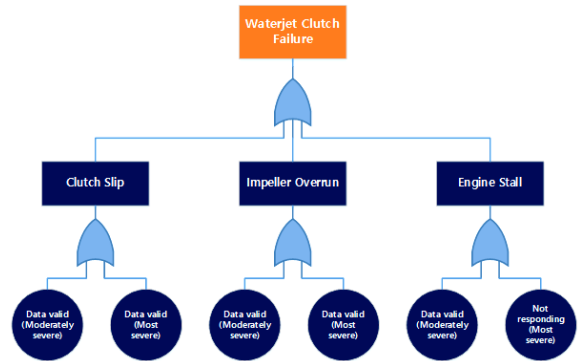 Waterjet Clutch
Failure
Clutch Slip
Impeller Overrun
Engine Stall
Data valid
(Moderately
severe)
Data valid
(Most
severe)
Data valid
(Moderately
severe)
Data valid
(Most
severe)
Data valid
(Moderately
severe)
Not
responding
(Most
severe)